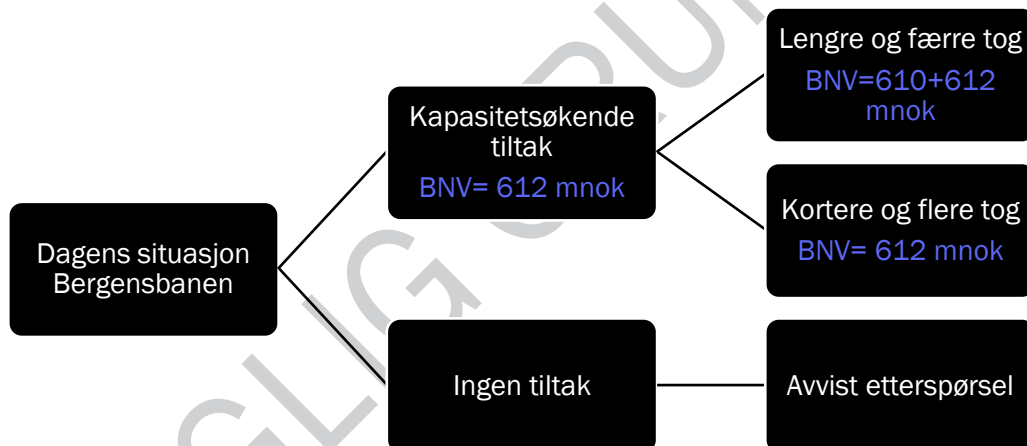 Lengre og færre tog
BNV=610+612
mnok
Kapasitetsøkende
tiltak
BNV= 612 mnok
Kortere og flere tog
BNV= 612 mnok
Dagens situasjon
Bergensbanen
Ingen tiltak
Avvist etterspørsel